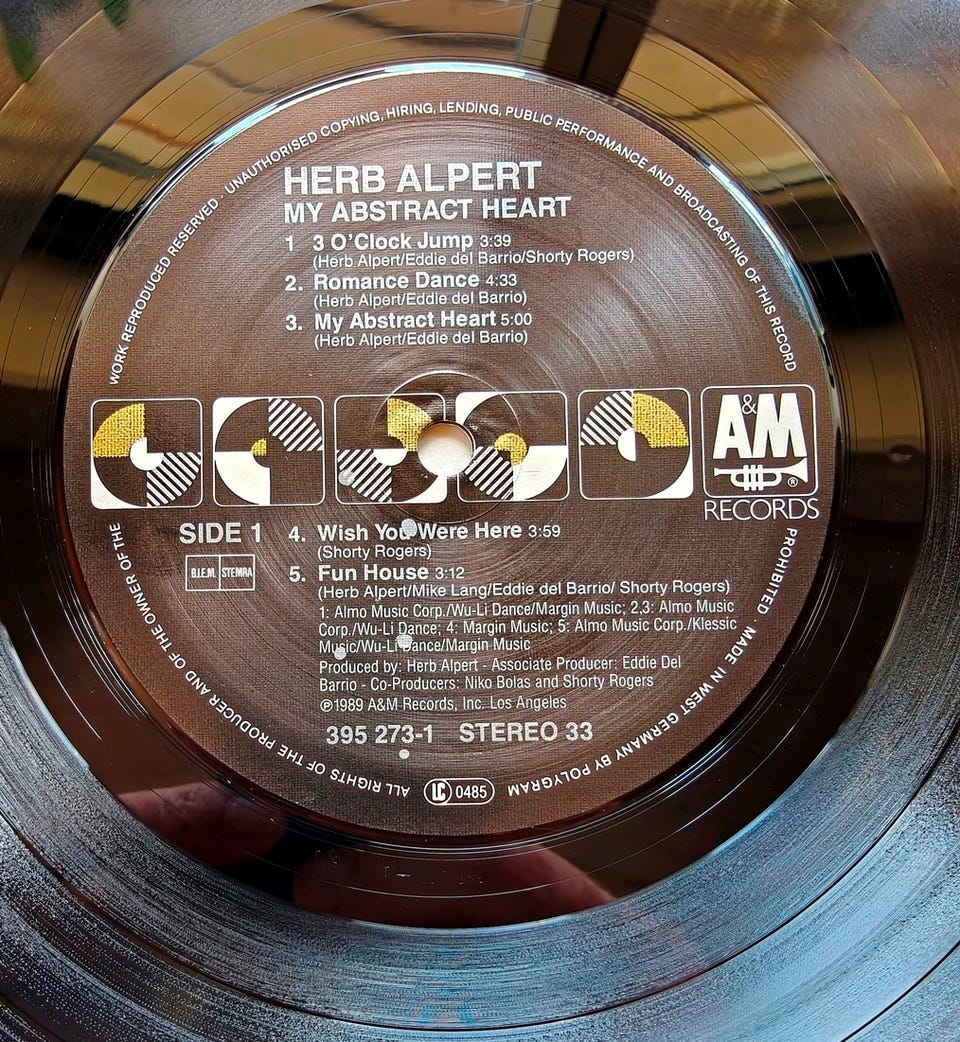 WORK REPRODUCED RESERVED · UNAUTHORISED COPYING, HIRING, LENDING, PUBLIC PERFORMANCE AND BROADCASTING OF THIS RECORD
HERB ALPERT
MY ABSTRACT HEART
1 3 O'Clock Jump 3:39
(Herb Alpert/Eddie del Barrio/Shorty Rogers)
2. Romance Dance 4:33
(Herb Alpert/Eddie del Barrio)
3. My Abstract Heart 5:00
(Herb Alpert/Eddie del Barrio)
A&M
®
RECORDS
SIDE 1
B.I.E.M. STEMRA
4. Wish You Were Here 3:59
(Shorty Rogers)
5. Fun House 3:12
(Herb Alpert/Mike Lang/Eddie del Barrio/ Shorty Rogers)
1: Almo Music Corp./Wu-Li Dance/Margin Music; 2,3: Almo Music
Corp./Wu-Li Dance; 4: Margin Music; 5: Almo Music Corp./Klessic
Music/Wu-Li Dance/Margin Music
Produced by: Herb Alpert - Associate Producer: Eddie Del
Barrio - Co-Producers: Niko Bolas and Shorty Rogers
℗1989 A&M Records, Inc. Los Angeles
395 273-1 STEREO 33
LC 0485
ALL RIGHTS OF THE PRODUCER AND OF THE OWNER OF THE
PROHIBITED MADE IN WEST GERMANY BY POLYGRAM